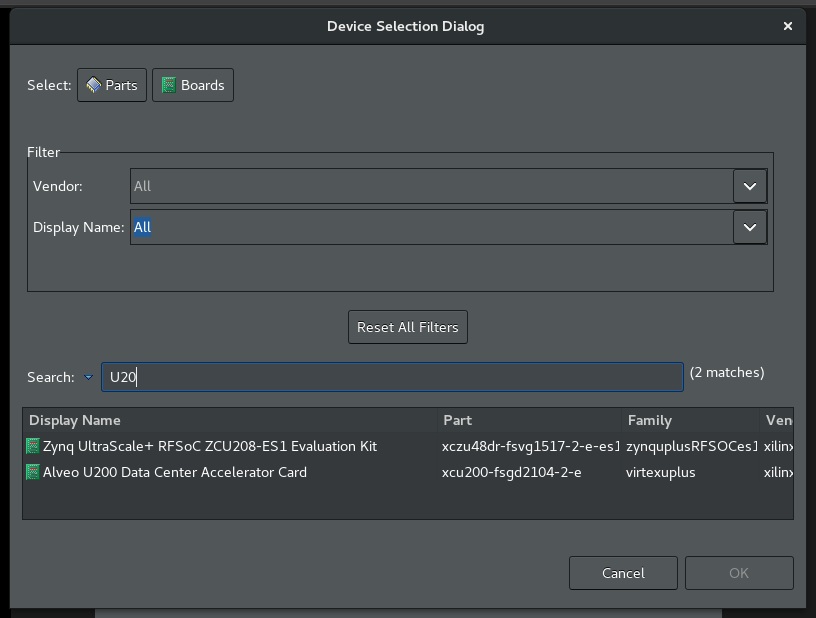 Device Selection Dialog
Select: Parts Boards
Filter
Vendor: All
Display Name: All
Reset All Filters
Search: U20 (2 matches)
Display Name Part Family Ven
Zynq UltraScale+ RFSoC ZCU208-ES1 Evaluation Kit xczu48dr-fsvg1517-2-e-es1 zynquplusRFSOCes1 xilinx
Alveo U200 Data Center Accelerator Card xcu200-fsgd2104-2-e virtexuplus xilinx
Cancel OK